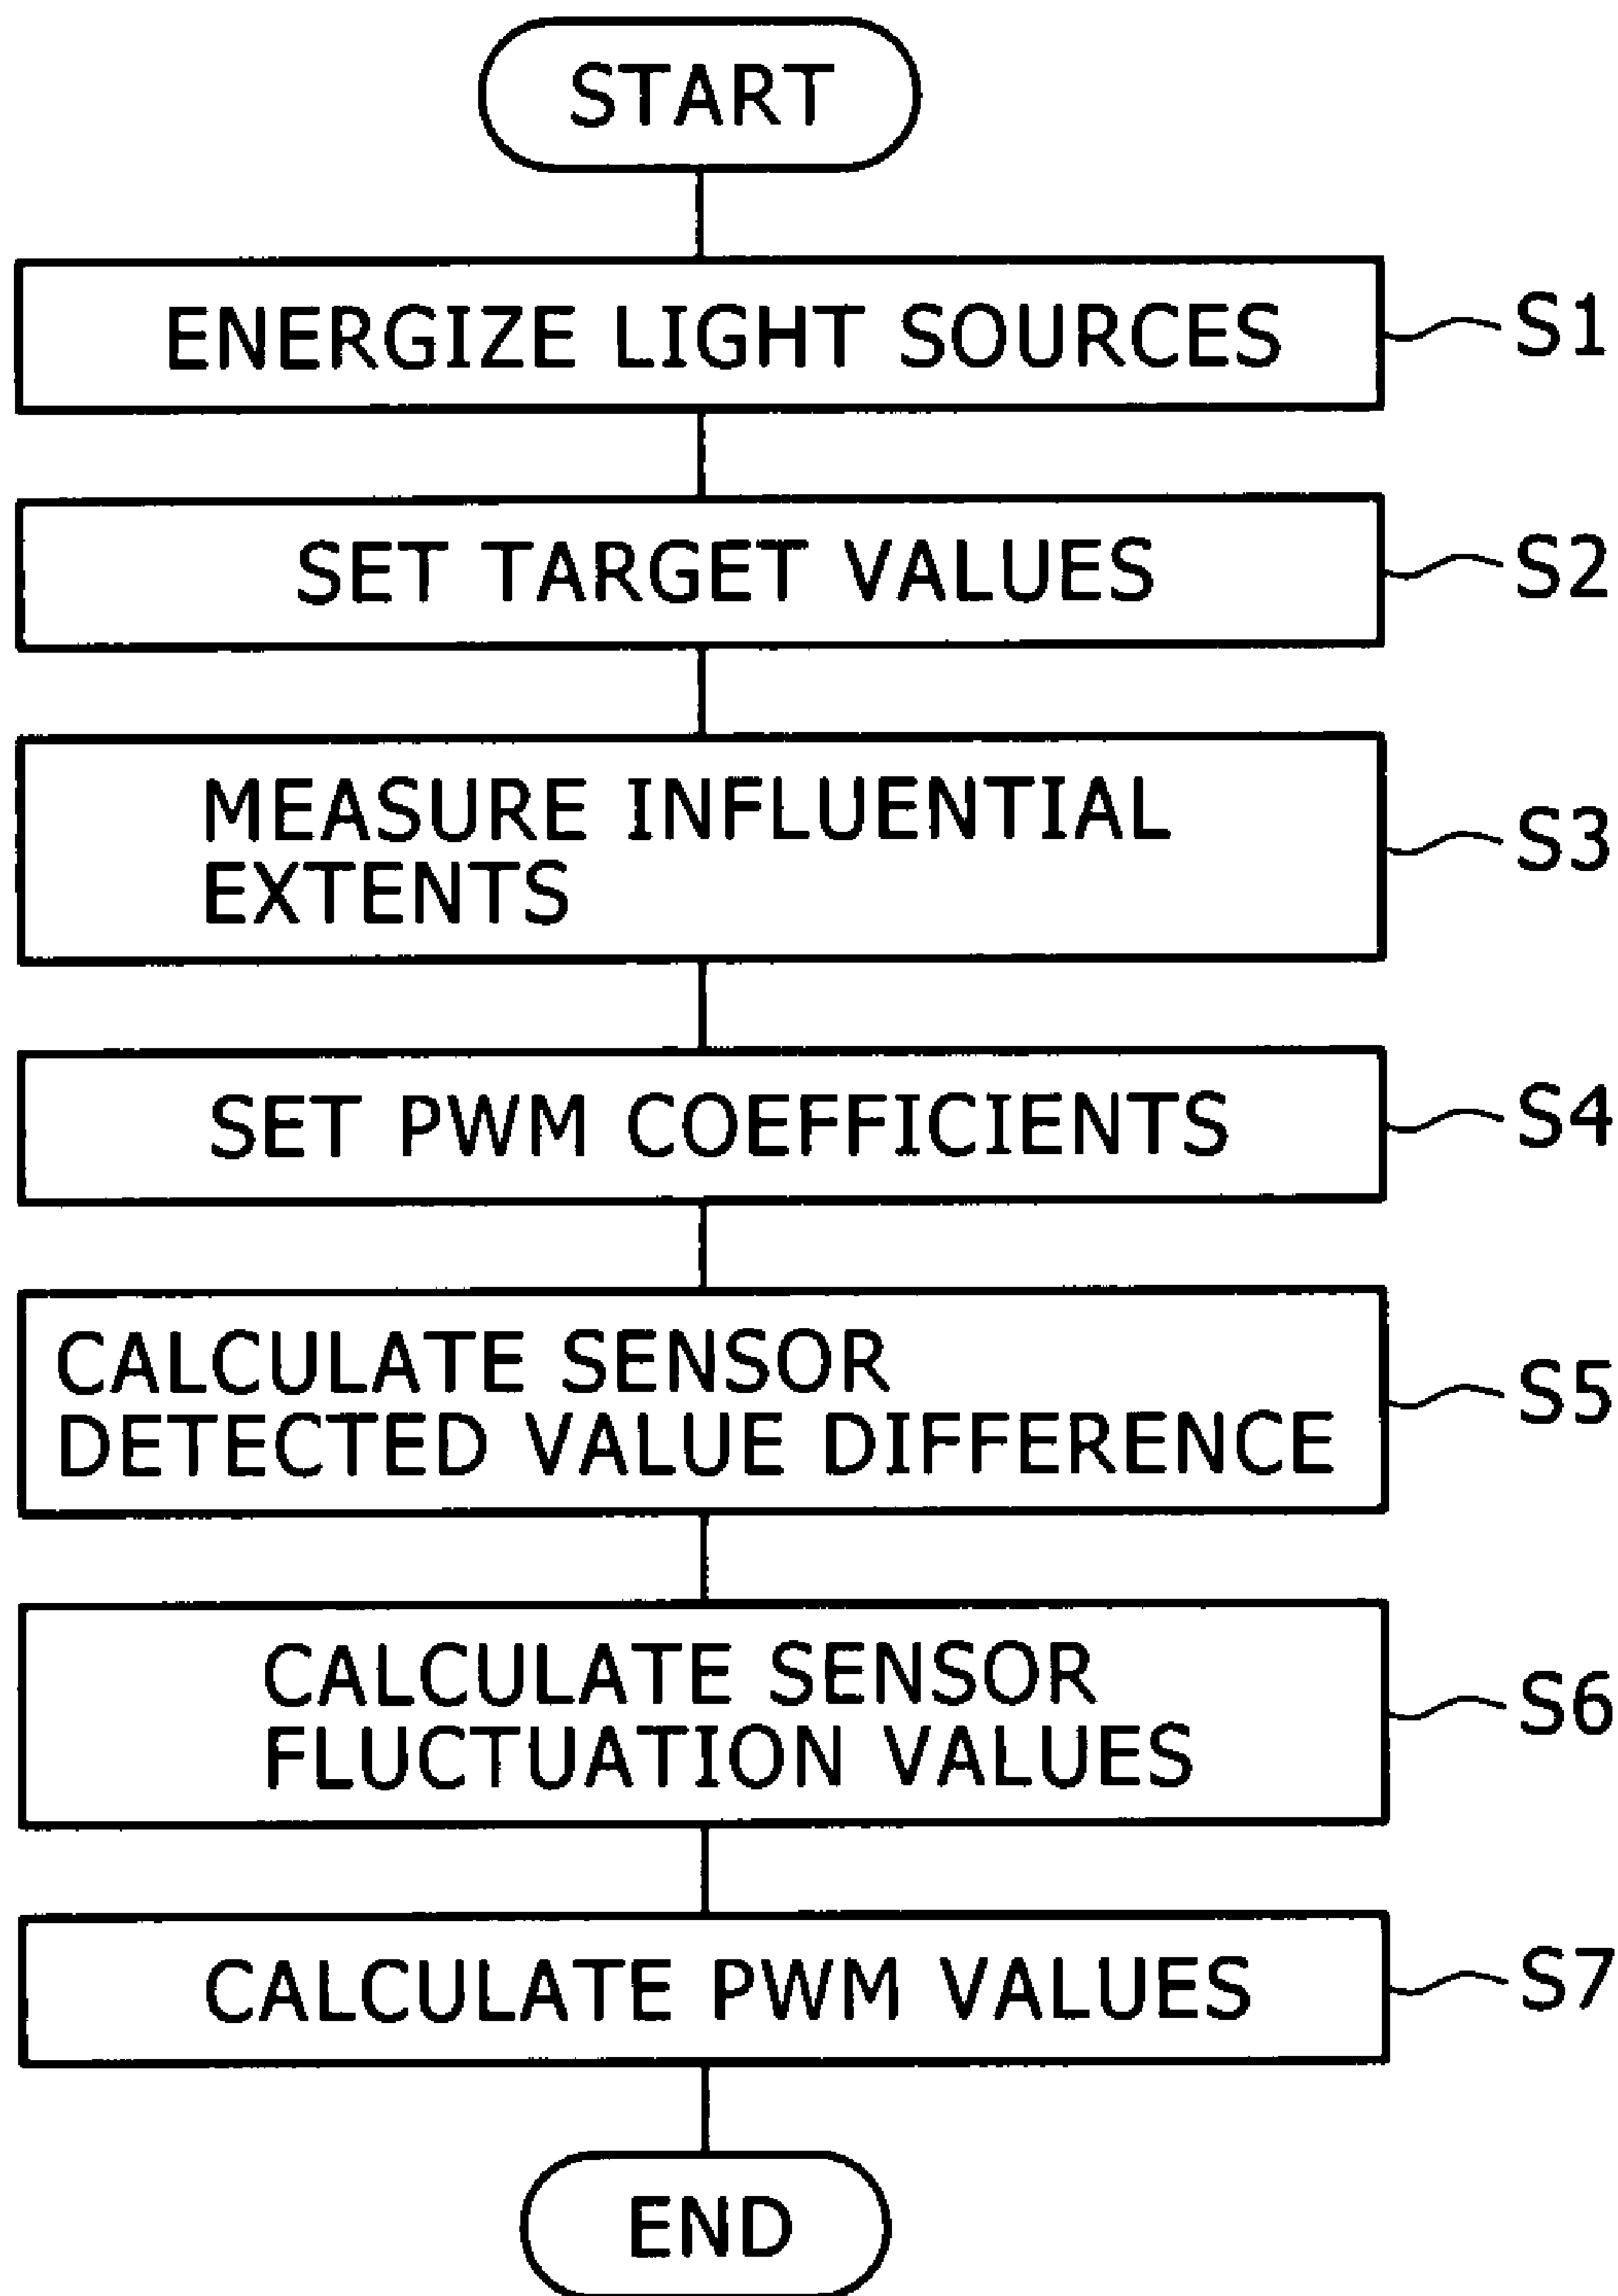 START
ENERGIZE LIGHT SOURCES
S1
SET TARGET VALUES
S2
MEASURE INFLUENTIAL
EXTENTS
S3
SET PWM COEFFICIENTS
S4
CALCULATE SENSOR
DETECTED VALUE DIFFERENCE
S5
CALCULATE SENSOR
FLUCTUATION VALUES
S6
CALCULATE PWM VALUES
S7
END